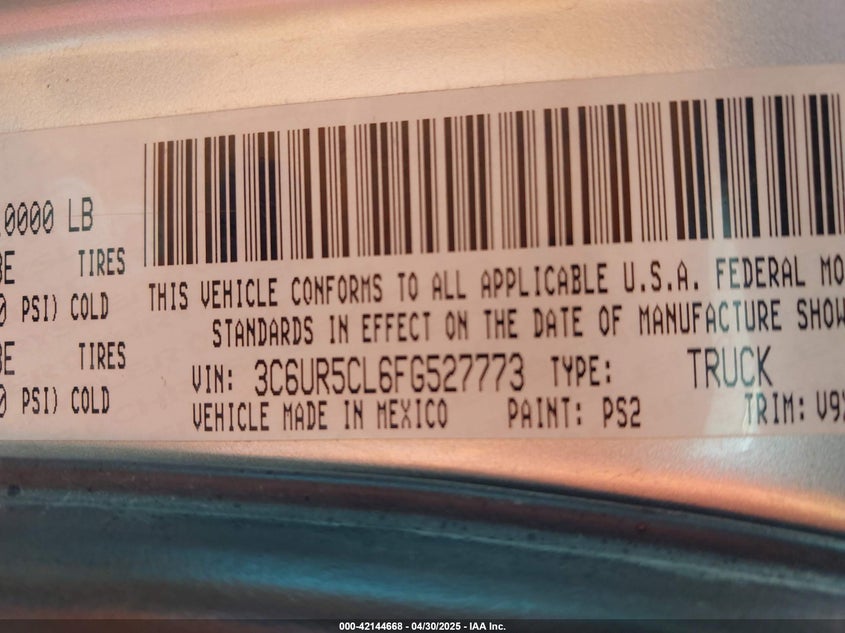 0000 LB
TIRES
PSI) COLD
TIRES
PSI) COLD
THIS VEHICLE CONFORMS TO ALL APPLICABLE U.S.A. FEDERAL MO
STANDARDS IN EFFECT ON THE DATE OF MANUFACTURE SHOW
VIN: 3C6UR5CL6FG527773 TYPE: TRUCK
VEHICLE MADE IN MEXICO PAINT: PS2 TRIM: V9
000-42144668 - 04/30/2025 - IAA Inc.